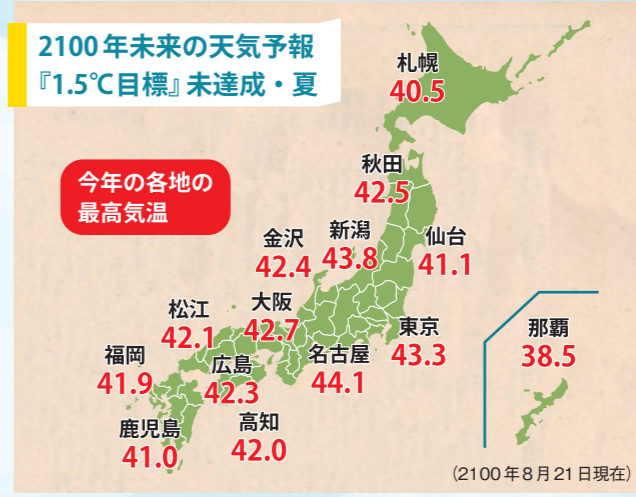 2100年未来の天気予報
『1.5℃目標』未達成・夏
今年の各地の
最高気温
札幌
40.5
秋田
42.5
新潟
43.8
仙台
41.1
金沢
42.4
松江
42.1
大阪
42.7
東京
43.3
那覇
38.5
福岡
41.9
広島
42.3
名古屋
44.1
鹿児島
41.0
高知
42.0
(2100年8月21日現在)